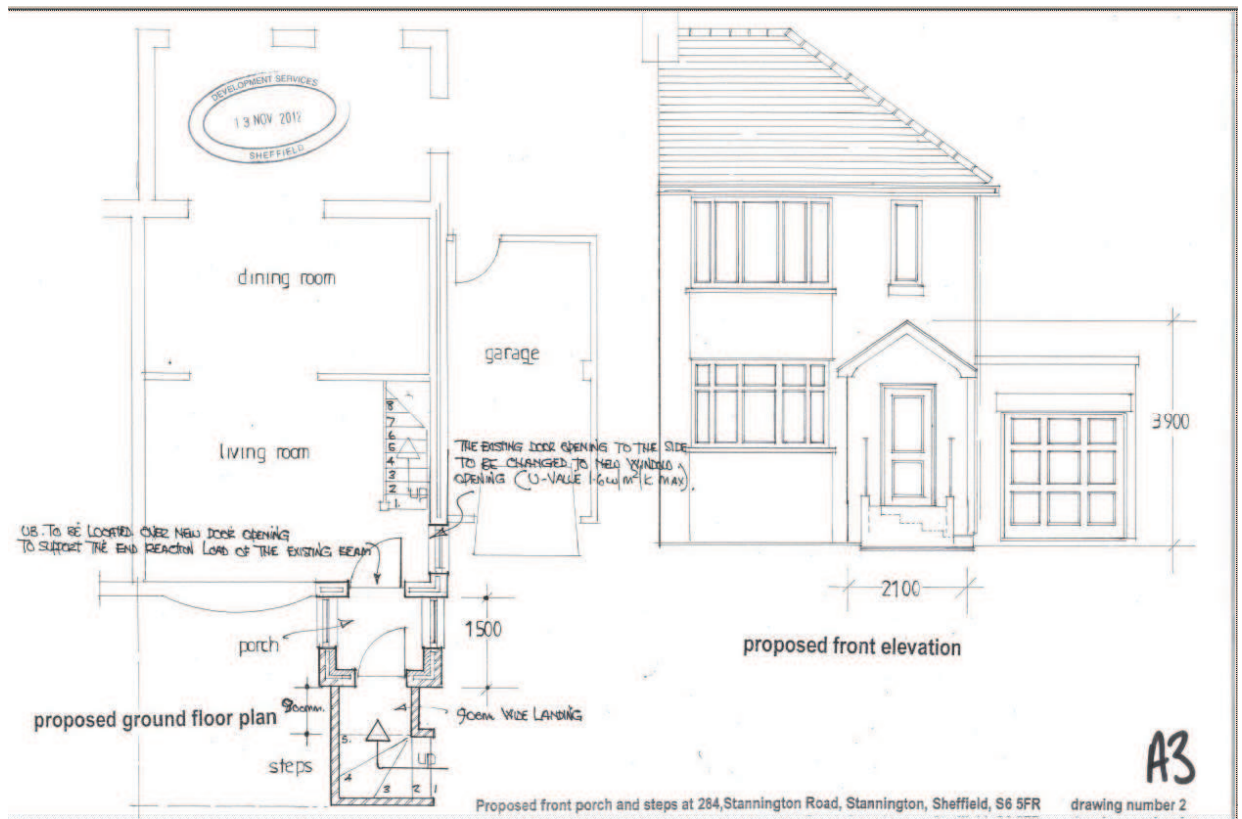 DEVELOPMENT SERVICES
13 NOV 2012
SHEFFIELD
dining room
garage
living room
8
7
6
5
4
3
2
1
UP
THE EXISTING DOOR OPENING TO THE SIDE
TO BE CHANGED TO NEW WINDOW
OPENING (U-VALUE 1.6W/m²/K MAX).
UB. TO BE LOCATED OVER NEW DOOR OPENING
TO SUPPORT THE END REACTION LOAD OF THE EXISTING BEAM
porch
1500
900mm.
900m WIDE LANDING
proposed ground floor plan
steps
5.
4
3
2
1
UP
3900
2100
proposed front elevation
A3
Proposed front porch and steps at 284,Stannington Road, Stannington, Sheffield, S6 5FR
drawing number 2